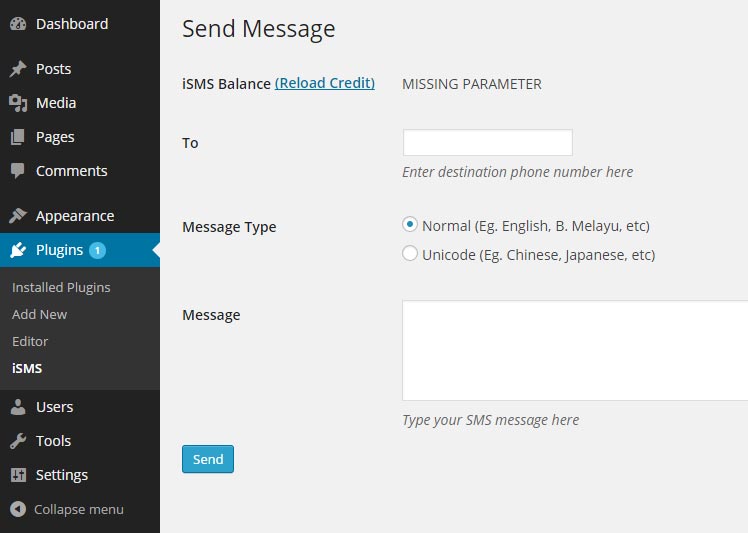 Dashboard
Posts
Media
Pages
Comments
Appearance
Plugins 1
Installed Plugins
Add New
Editor
iSMS
Users
Tools
Settings
Collapse menu
Send Message
iSMS Balance (Reload Credit) MISSING PARAMETER
To
Enter destination phone number here
Message Type Normal (Eg. English, B. Melayu, etc)
Unicode (Eg. Chinese, Japanese, etc)
Message
Type your SMS message here
Send